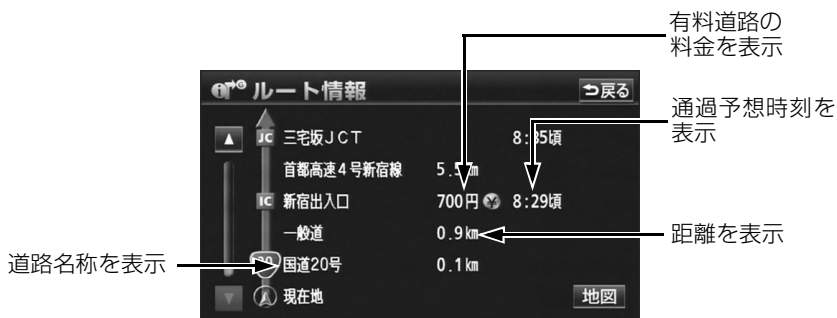 有料道路の
料金を表示
ルート情報
戻る
通過予想時刻を
表示
JC 三宅坂JCT
首都高速4号新宿線
IC 新宿出入口 700円 ¥ 8:29頃
一般道 0.9km
距離を表示
道路名称を表示
国道20号 0.1km
現在地
地図